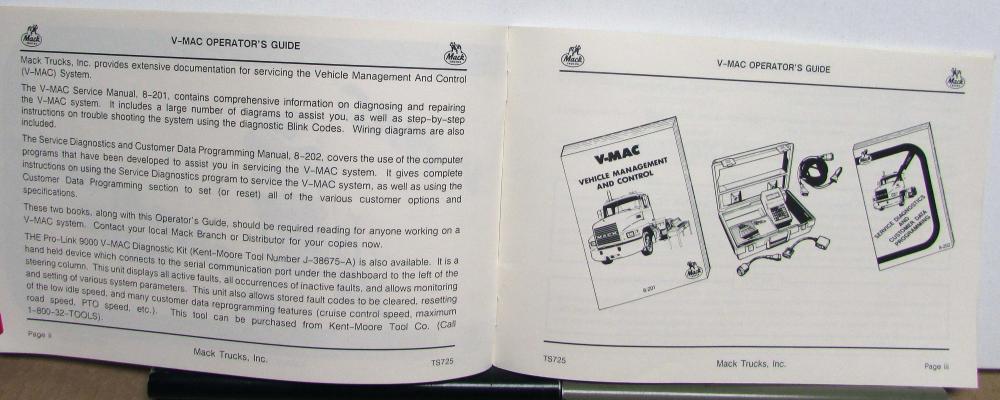 Mack
V-MAC OPERATOR'S GUIDE
Mack
Mack Trucks, Inc. provides extensive documentation for servicing the Vehicle Management And Control
(V-MAC) System.
The V-MAC Service Manual, 8-201, contains comprehensive information on diagnosing and repairing
the V-MAC system. It includes a large number of diagrams to assist you, as well as step-by-step
instructions on trouble shooting the system using the diagnostic Blink Codes. Wiring diagrams are also
included.
The Service Diagnostics and Customer Data Programming Manual, 8-202, covers the use of the computer
programs that have been developed to assist you in servicing the V-MAC system. It gives complete
instructions on using the Service Diagnostics program to service the V-MAC system, as well as using the
Customer Data Programming section to set (or reset) all of the various customer options and
specifications.
These two books, along with this Operator's Guide, should be required reading for anyone working on a
V-MAC system. Contact your local Mack Branch or Distributor for your copies now.
THE Pro-Link 9000 V-MAC Diagnostic Kit (Kent-Moore Tool Number J-38675-A) is also available. It is a
hand held device which connects to the serial communication port under the dashboard to the left of the
steering column. This unit displays all active faults, all occurrences of inactive faults, and allows monitoring
and setting of various system parameters. This unit also allows stored fault codes to be cleared, resetting
of the low idle speed, and many customer data reprogramming features (cruise control speed, maximum
road speed, PTO speed, etc.). This tool can be purchased from Kent-Moore Tool Co. (Call
1-800-32-TOOLS).
Page ii
Mack Trucks, Inc.
TS725
Mack
V-MAC OPERATOR'S GUIDE
Mack
V-MAC
VEHICLE MANAGEMENT
AND CONTROL
MACK
Mack
8-201
SERVICE DIAGNOSTICS
AND
CUSTOMER DATA
PROGRAMMING
8-202
TS725
Mack Trucks, Inc.
Page iii